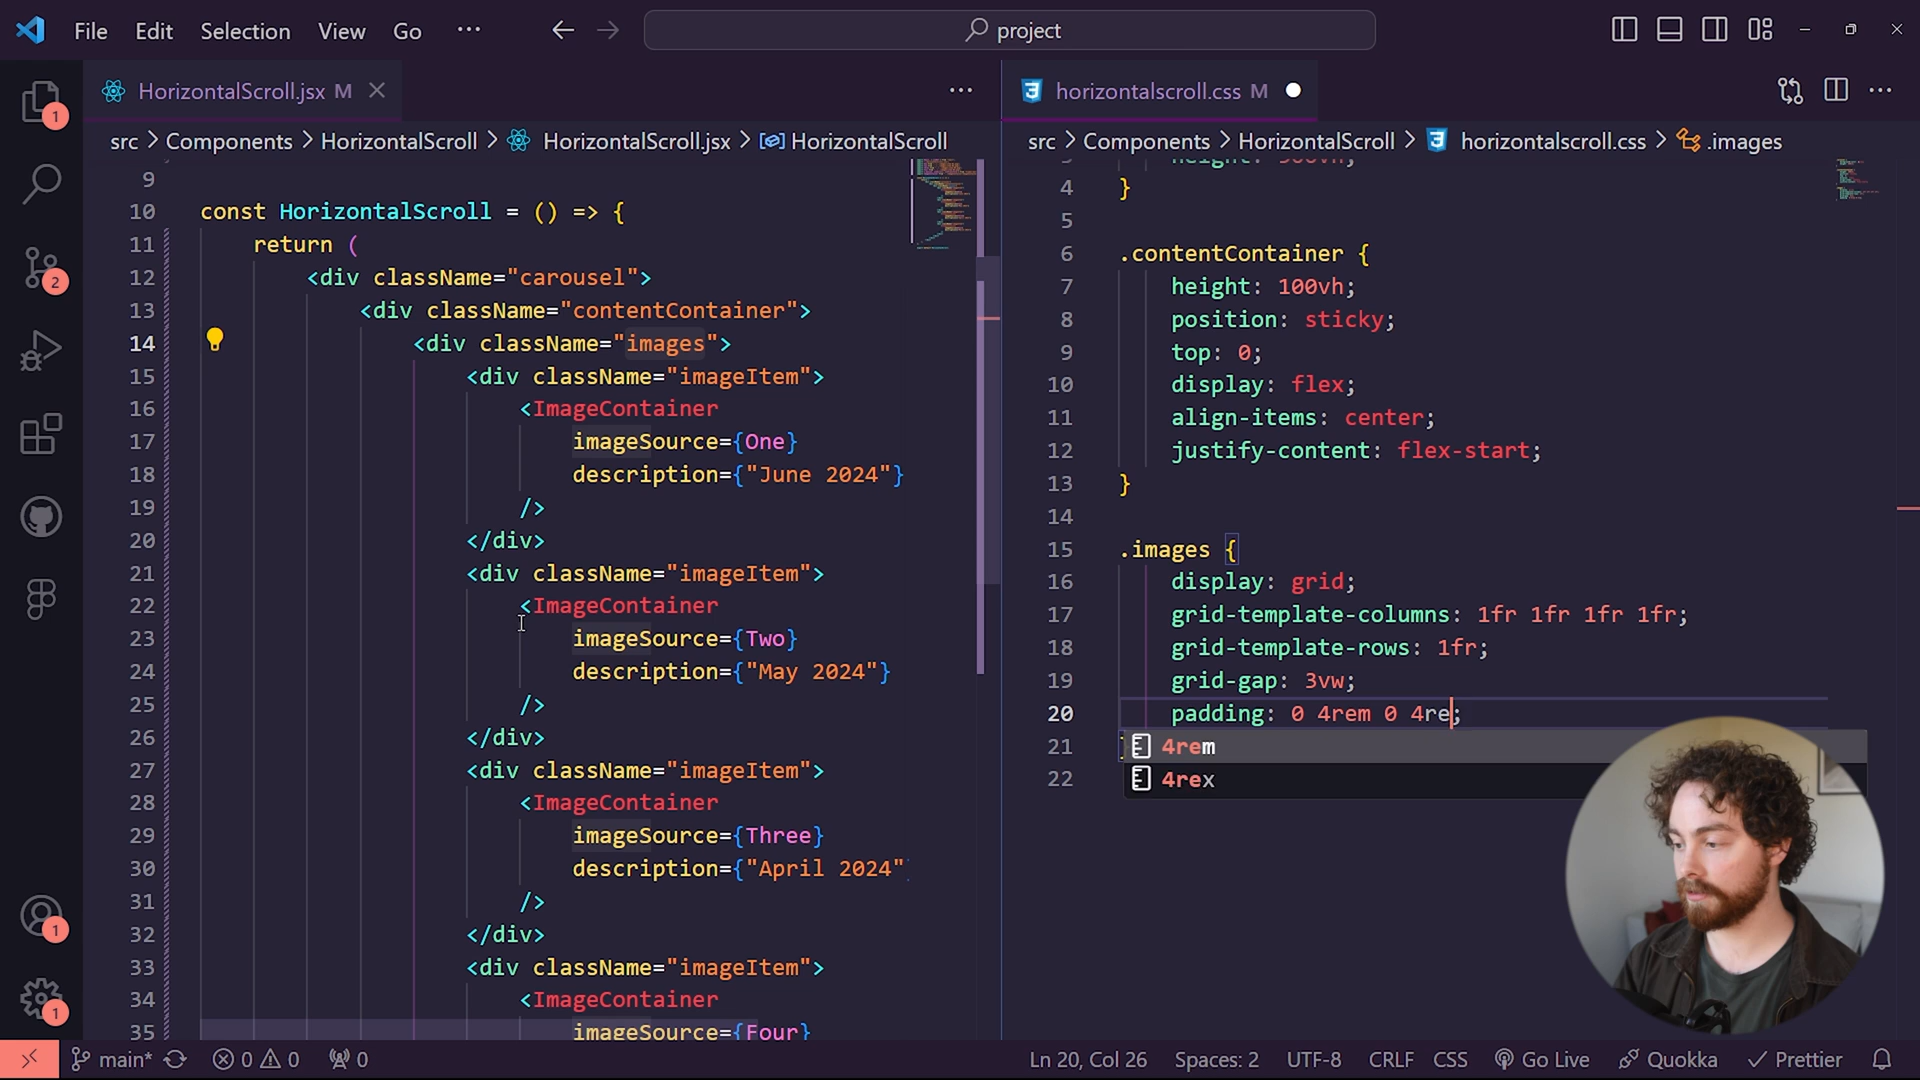 File Edit Selection View Go ··· project
HorizontalScroll.jsx M
horizontalscroll.css M
src > Components > HorizontalScroll > HorizontalScroll.jsx > HorizontalScroll
src > Components > HorizontalScroll > horizontalscroll.css > .images
9
10 const HorizontalScroll = () => {
11 return (
12 <div className="carousel">
13 <div className="contentContainer">
14 <div className="images">
15 <div className="imageItem">
16 <ImageContainer
17 imageSource={One}
18 description={"June 2024"}
19 />
20 </div>
21 <div className="imageItem">
22 <ImageContainer
23 imageSource={Two}
24 description={"May 2024"}
25 />
26 </div>
27 <div className="imageItem">
28 <ImageContainer
29 imageSource={Three}
30 description={"April 2024"
31 />
32 </div>
33 <div className="imageItem">
34 <ImageContainer
35 imageSource={Four}
4 }
5
6 .contentContainer {
7 height: 100vh;
8 position: sticky;
9 top: 0;
10 display: flex;
11 align-items: center;
12 justify-content: flex-start;
13 }
14
15 .images {
16 display: grid;
17 grid-template-columns: 1fr 1fr 1fr 1fr;
18 grid-template-rows: 1fr;
19 grid-gap: 3vw;
20 padding: 0 4rem 0 4re;
21 4rem
22 4rex
1
2
1
1
main* 0 0 0 Ln 20, Col 26 Spaces: 2 UTF-8 CRLF CSS Go Live Quokka Prettier